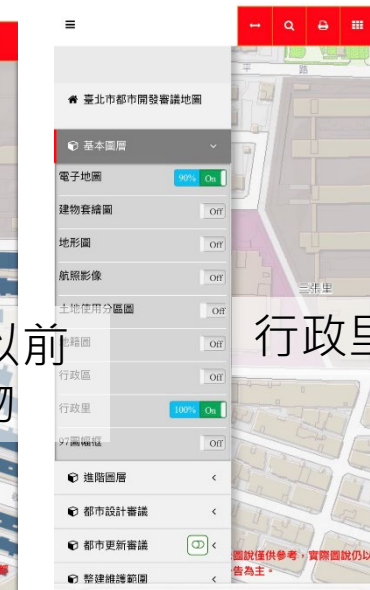 臺北市都市開發審議地圖
基本圖層
電子地圖 90% On
建物套繪圖 Off
地形圖 Off
航照影像 Off
土地使用分區圖 Off
地籍圖 Off
行政區 Off
行政里 100% On
97圖幅框 Off
進階圖層
都市設計審議
都市更新審議
整建維護範圍
以前
物
平
路
三張里
行政里
圖說僅供參考，實際圖說仍以
告為主。